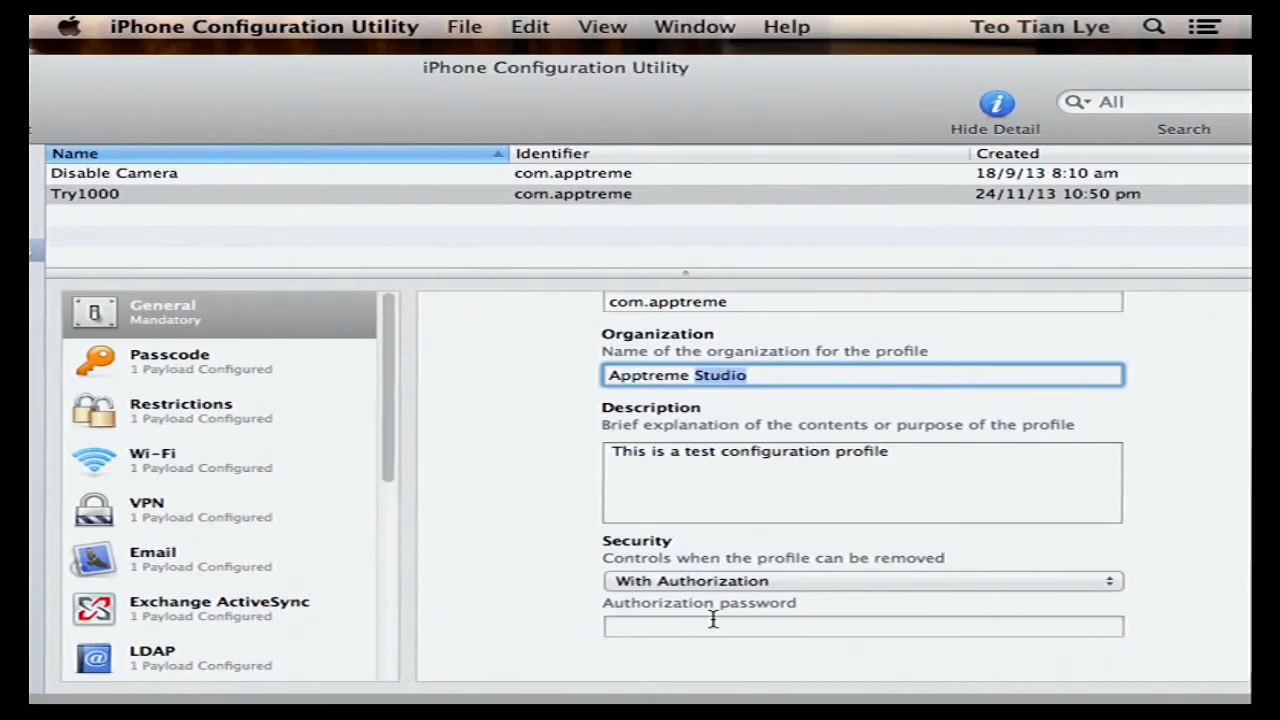 iPhone Configuration Utility File Edit View Window Help Teo Tian Lye
iPhone Configuration Utility
All
Hide Detail Search
Name Identifier Created
Disable Camera com.apptreme 18/9/13 8:10 am
Try1000 com.apptreme 24/11/13 10:50 pm
General
Mandatory
Passcode
1 Payload Configured
Restrictions
1 Payload Configured
Wi-Fi
1 Payload Configured
VPN
1 Payload Configured
Email
1 Payload Configured
Exchange ActiveSync
1 Payload Configured
LDAP
1 Payload Configured
com.apptreme
Organization
Name of the organization for the profile
Apptreme Studio
Description
Brief explanation of the contents or purpose of the profile
This is a test configuration profile
Security
Controls when the profile can be removed
With Authorization
Authorization password